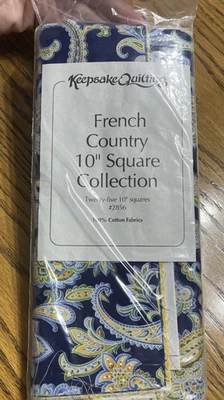 Keepsake Quilting
French
Country
10" Square
Collection
Twenty-five 10" squares
#2856
100% Cotton Fabrics